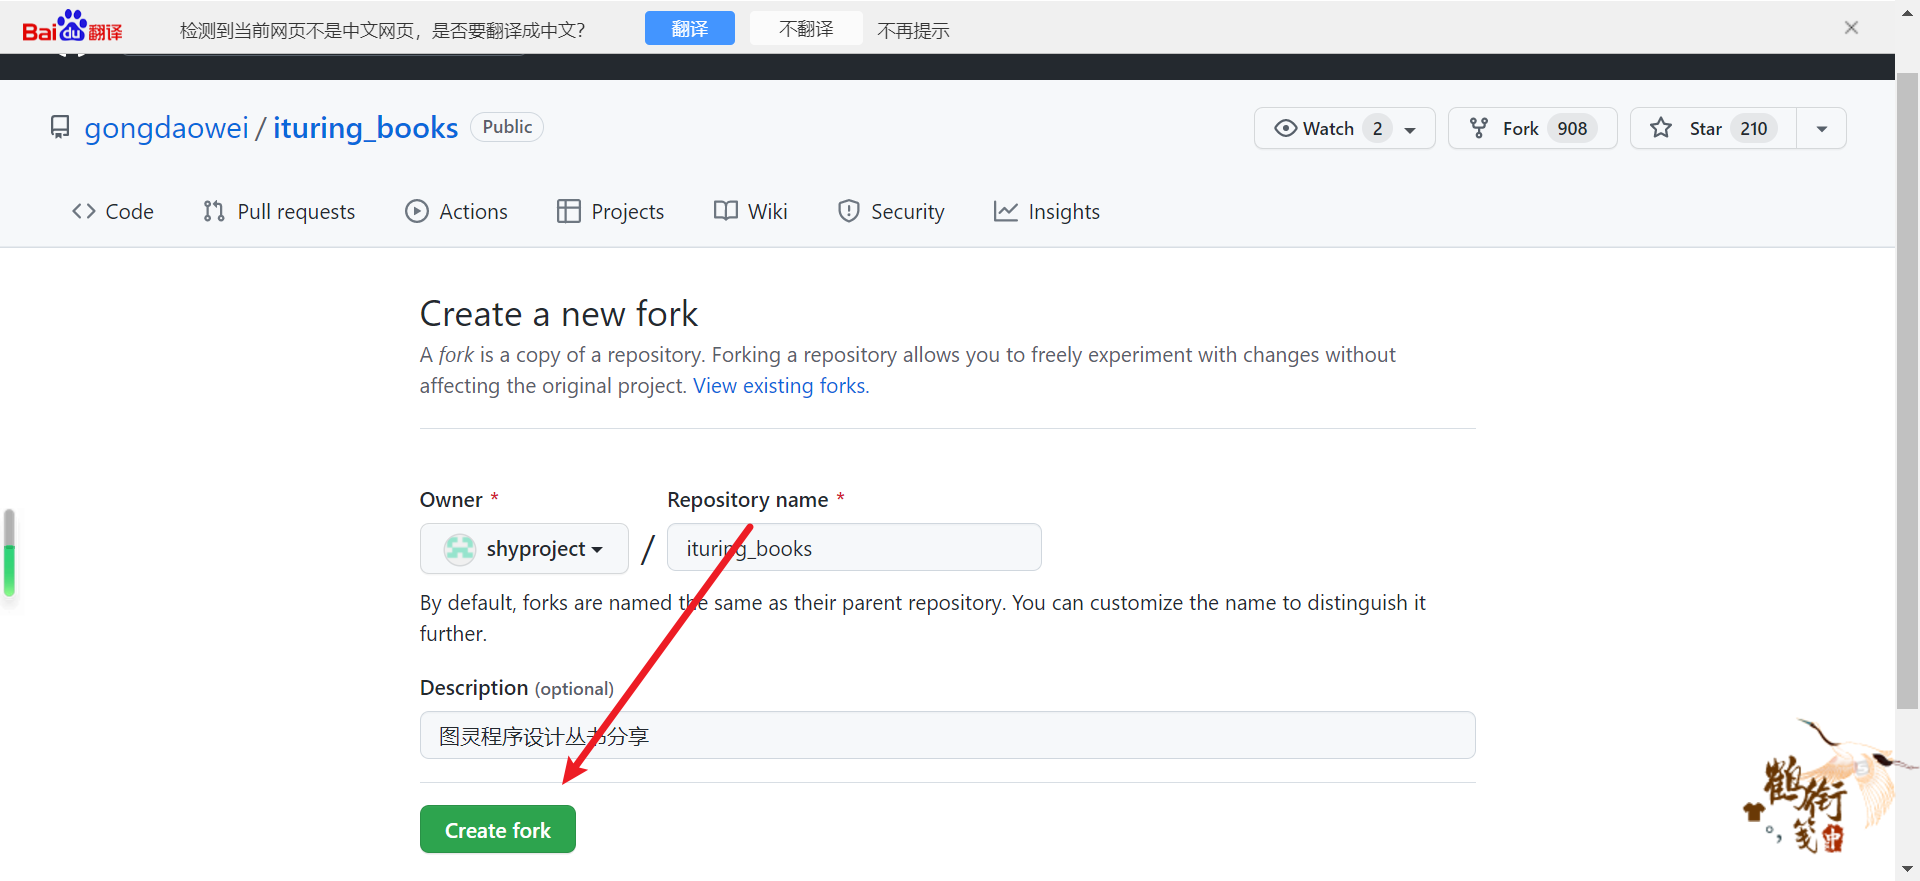 Bai du 翻译 检测到当前网页不是中文网页，是否要翻译成中文? 翻译 不翻译 不再提示
gongdaowei / ituring_books Public Watch 2 Fork 908 Star 210
Code Pull requests Actions Projects Wiki Security Insights
Create a new fork
A fork is a copy of a repository. Forking a repository allows you to freely experiment with changes without
affecting the original project. View existing forks.
Owner * Repository name *
shyproject / ituring_books
By default, forks are named the same as their parent repository. You can customize the name to distinguish it
further.
Description (optional)
图灵程序设计丛书分享
Create fork
鹤衔笺
中